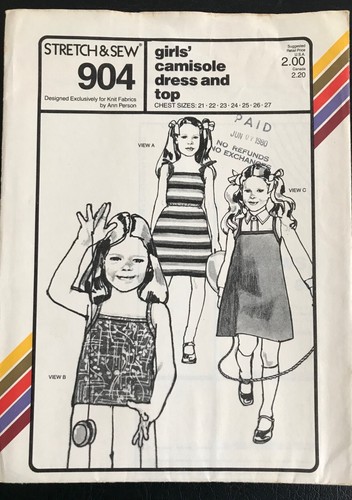 STRETCH & SEW®
904
Designed Exclusively for Knit Fabrics
by Ann Person
girls'
camisole
dress and
top
CHEST SIZES: 21 · 22 · 23 · 24 · 25 · 26 · 27
Suggested
Retail Price
U.S.A.
2.00
Canada
2.20
PAID
JUN 1980
NO REFUNDS
NO EXCHANGES
VIEW A
VIEW C
VIEW B